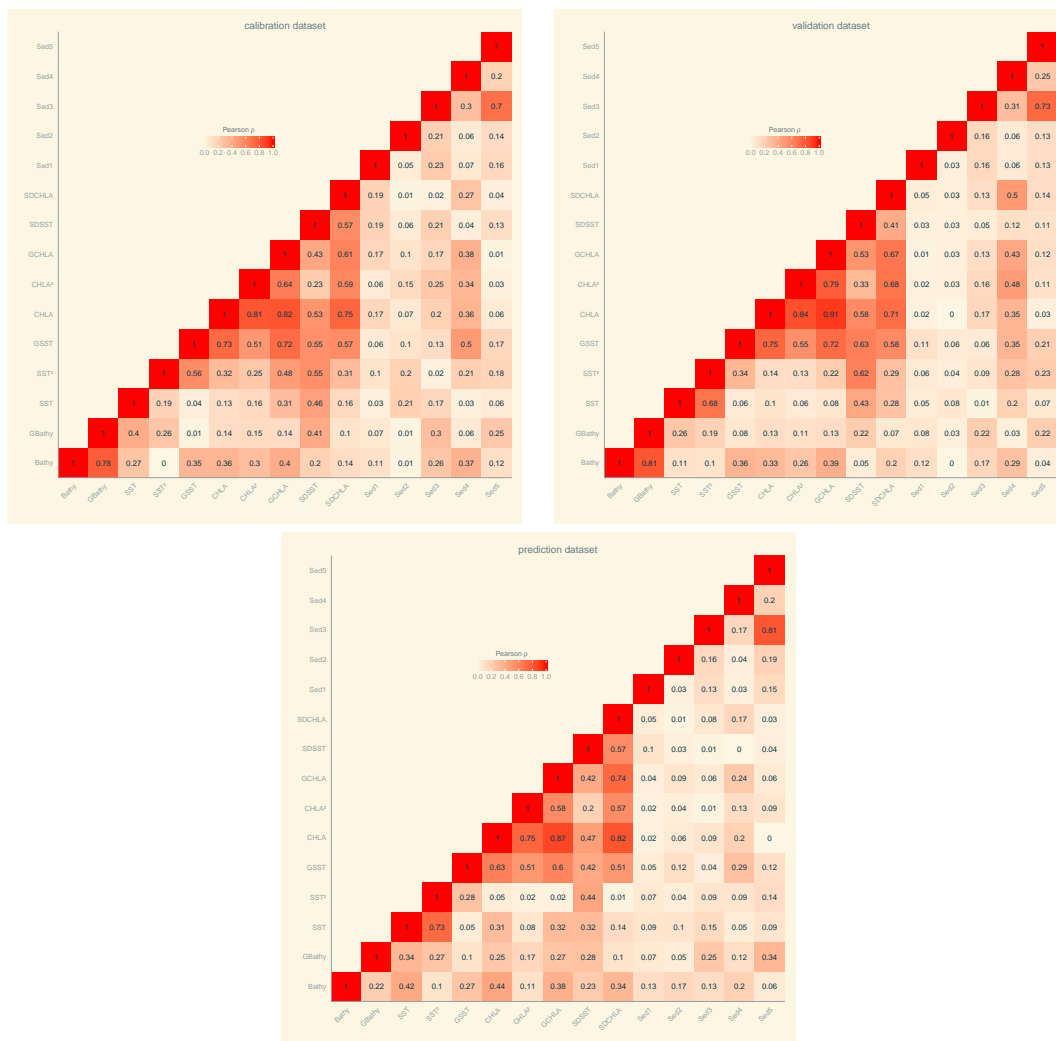 calibration dataset
Sed5 1
Sed4 1 0.2
Sed3 1 0.3 0.7
Sed2 1 0.21 0.06 0.14
Sed1 1 0.05 0.23 0.07 0.16
SDCHLA 1 0.19 0.01 0.02 0.27 0.04
SDSST 1 0.57 0.19 0.06 0.21 0.04 0.13
GCHLA 1 0.43 0.61 0.17 0.1 0.17 0.38 0.01
CHLA² 1 0.64 0.23 0.59 0.06 0.15 0.25 0.34 0.03
CHLA 1 0.81 0.82 0.53 0.75 0.17 0.07 0.2 0.36 0.06
GSST 1 0.73 0.51 0.72 0.55 0.57 0.06 0.1 0.13 0.5 0.17
SST² 1 0.56 0.32 0.25 0.48 0.55 0.31 0.1 0.2 0.02 0.21 0.18
SST 1 0.19 0.04 0.13 0.16 0.31 0.46 0.16 0.03 0.21 0.17 0.03 0.06
GBathy 1 0.4 0.26 0.01 0.14 0.15 0.14 0.41 0.1 0.07 0.01 0.3 0.06 0.25
Bathy 1 0.78 0.27 0 0.35 0.36 0.3 0.4 0.2 0.14 0.11 0.01 0.26 0.37 0.12
Bathy GBathy SST SST² GSST CHLA CHLA² GCHLA SDSST SDCHLA Sed1 Sed2 Sed3 Sed4 Sed5
Pearson ρ
0.0 0.2 0.4 0.6 0.8 1.0
validation dataset
Sed5 1
Sed4 1 0.25
Sed3 1 0.31 0.73
Sed2 1 0.16 0.06 0.13
Sed1 1 0.03 0.16 0.06 0.13
SDCHLA 1 0.05 0.03 0.13 0.5 0.14
SDSST 1 0.41 0.03 0.03 0.05 0.12 0.11
GCHLA 1 0.53 0.67 0.01 0.03 0.13 0.43 0.12
CHLA² 1 0.79 0.33 0.68 0.02 0.03 0.16 0.48 0.11
CHLA 1 0.84 0.91 0.58 0.71 0.02 0 0.17 0.35 0.03
GSST 1 0.75 0.55 0.72 0.63 0.58 0.11 0.06 0.06 0.35 0.21
SST² 1 0.34 0.14 0.13 0.22 0.62 0.29 0.06 0.04 0.09 0.28 0.23
SST 1 0.68 0.06 0.1 0.06 0.08 0.43 0.28 0.05 0.08 0.01 0.2 0.07
GBathy 1 0.26 0.19 0.08 0.13 0.11 0.13 0.22 0.07 0.08 0.03 0.22 0.03 0.22
Bathy 1 0.81 0.11 0.1 0.36 0.33 0.26 0.39 0.05 0.2 0.12 0 0.17 0.29 0.04
Bathy GBathy SST SST² GSST CHLA CHLA² GCHLA SDSST SDCHLA Sed1 Sed2 Sed3 Sed4 Sed5
Pearson ρ
0.0 0.2 0.4 0.6 0.8 1.0
prediction dataset
Sed5 1
Sed4 1 0.2
Sed3 1 0.17 0.81
Sed2 1 0.16 0.04 0.19
Sed1 1 0.03 0.13 0.03 0.15
SDCHLA 1 0.05 0.01 0.08 0.17 0.03
SDSST 1 0.57 0.1 0.03 0.01 0 0.04
GCHLA 1 0.42 0.74 0.04 0.09 0.06 0.24 0.06
CHLA² 1 0.58 0.2 0.57 0.02 0.04 0.01 0.13 0.09
CHLA 1 0.75 0.87 0.47 0.82 0.02 0.06 0.09 0.2 0
GSST 1 0.63 0.51 0.6 0.42 0.51 0.05 0.12 0.04 0.29 0.12
SST² 1 0.28 0.05 0.02 0.02 0.44 0.01 0.07 0.04 0.09 0.09 0.14
SST 1 0.73 0.05 0.31 0.08 0.32 0.32 0.14 0.09 0.1 0.15 0.05 0.09
GBathy 1 0.34 0.27 0.1 0.25 0.17 0.27 0.28 0.1 0.07 0.05 0.25 0.12 0.34
Bathy 1 0.22 0.42 0.1 0.27 0.44 0.11 0.38 0.23 0.34 0.13 0.17 0.13 0.2 0.06
Bathy GBathy SST SST² GSST CHLA CHLA² GCHLA SDSST SDCHLA Sed1 Sed2 Sed3 Sed4 Sed5
Pearson ρ
0.0 0.2 0.4 0.6 0.8 1.0